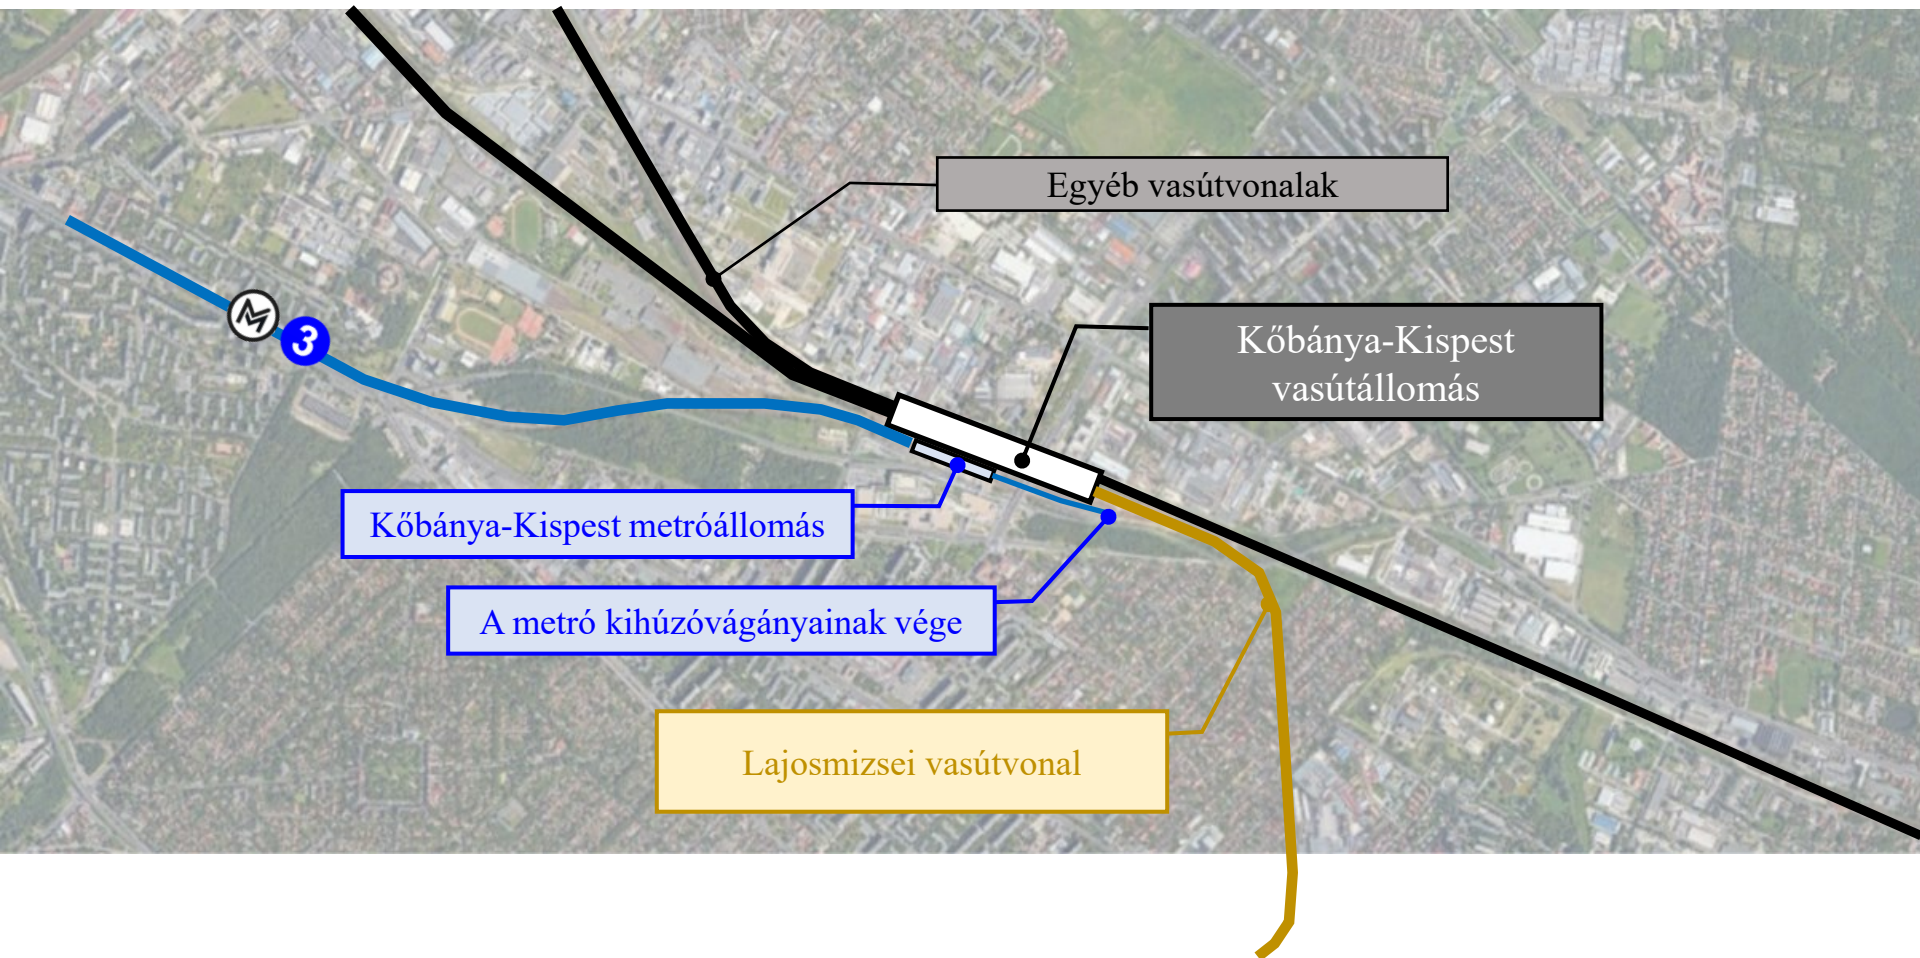 Egyéb vasútvonalak
Kőbánya-Kispest
vasútállomás
3
Kőbánya-Kispest metróállomás
A metró kihúzóvágányainak vége
Lajosmizsei vasútvonal